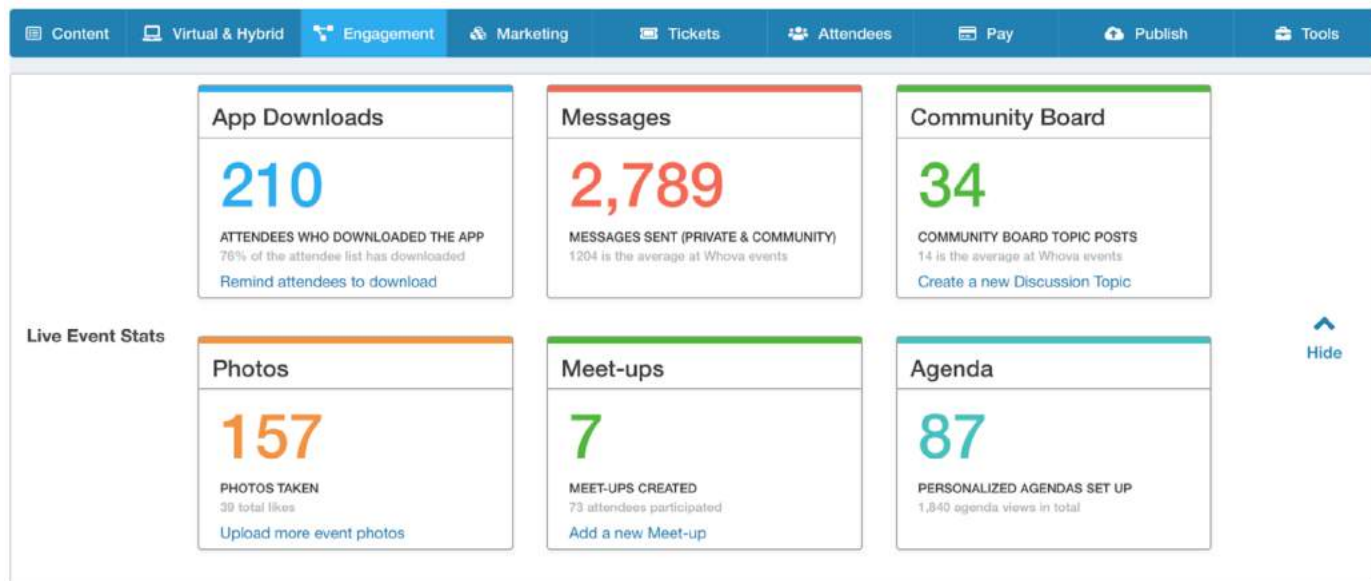 Content Virtual & Hybrid Engagement Marketing Tickets Attendees Pay Publish Tools
App Downloads
210
ATTENDEES WHO DOWNLOADED THE APP
76% of the attendee list has downloaded
Remind attendees to download
Messages
2,789
MESSAGES SENT (PRIVATE & COMMUNITY)
1204 is the average at Whova events
Community Board
34
COMMUNITY BOARD TOPIC POSTS
14 is the average at Whova events
Create a new Discussion Topic
Live Event Stats
Photos
157
PHOTOS TAKEN
39 total likes
Upload more event photos
Meet-ups
7
MEET-UPS CREATED
73 attendees participated
Add a new Meet-up
Agenda
87
PERSONALIZED AGENDAS SET UP
1,840 agenda views in total
Hide